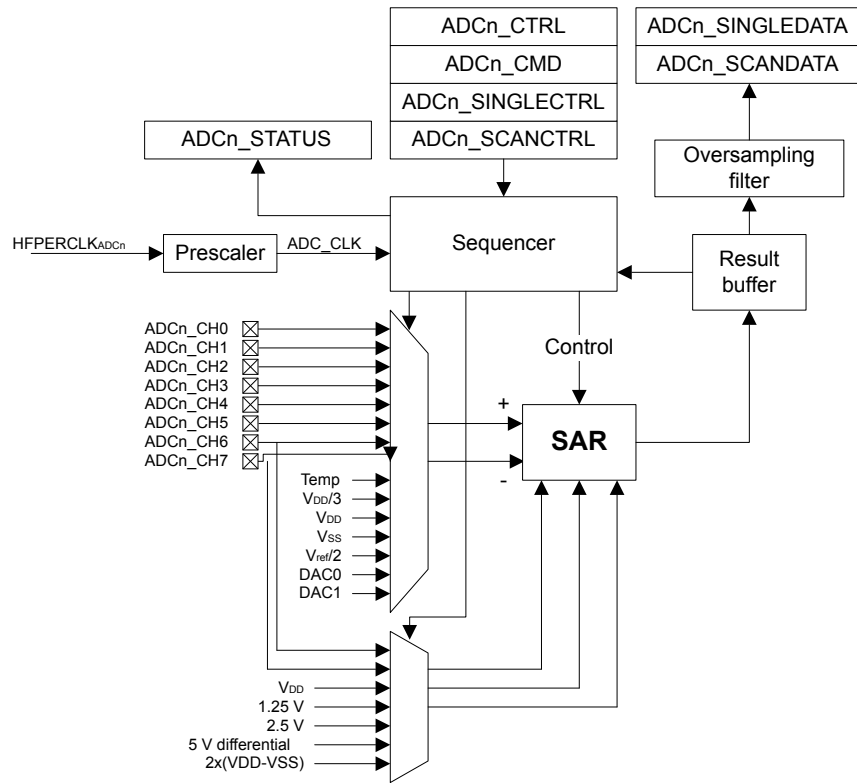 ADCn_CTRL
ADCn_CMD
ADCn_SINGLECTRL
ADCn_SCANCTRL
ADCn_SINGLEDATA
ADCn_SCANDATA
ADCn_STATUS
Oversampling
filter
HFPERCLKADCn
Prescaler
ADC_CLK
Sequencer
Result
buffer
ADCn_CH0
ADCn_CH1
ADCn_CH2
ADCn_CH3
ADCn_CH4
ADCn_CH5
ADCn_CH6
ADCn_CH7
Control
+
SAR
-
Temp
VDD/3
VDD
VSS
Vref/2
DAC0
DAC1
VDD
1.25 V
2.5 V
5 V differential
2x(VDD-VSS)